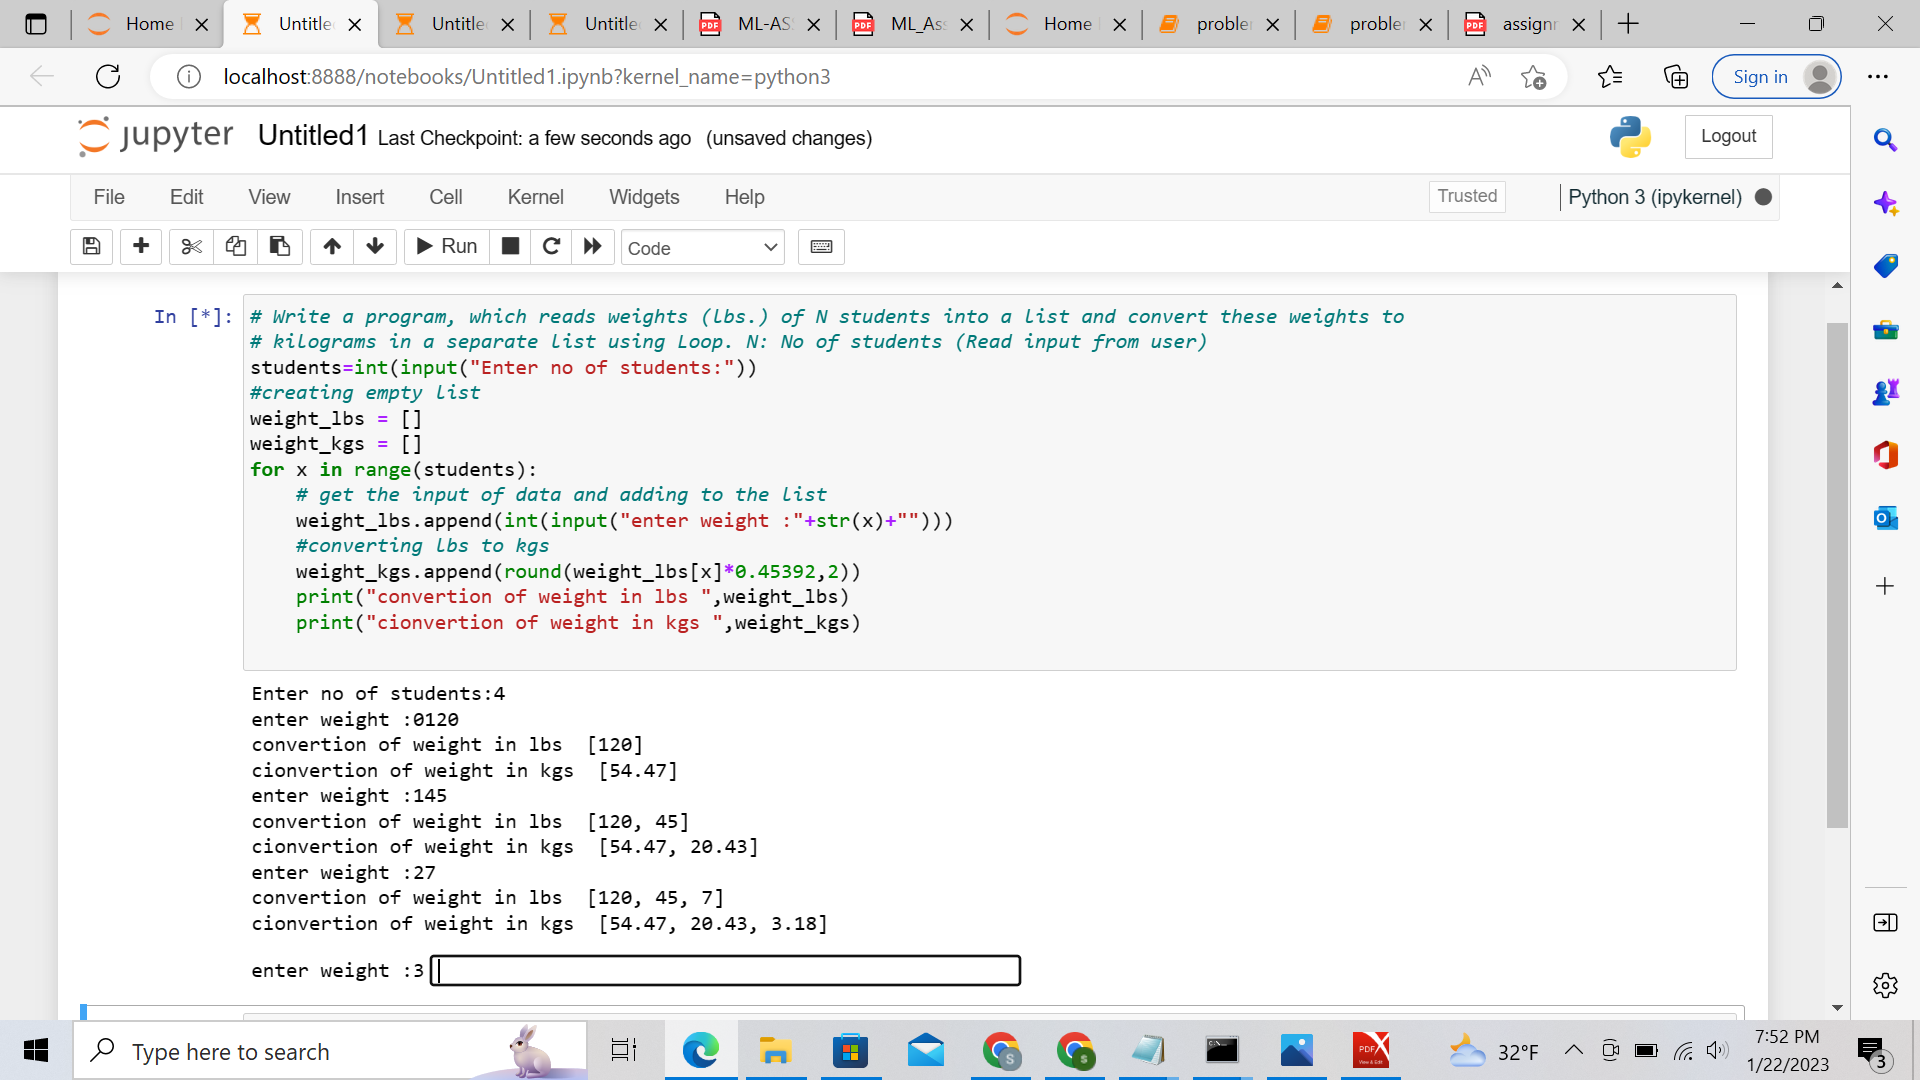 Home
Untitle
Untitle
Untitle
ML-AS
ML_As
Home
proble
proble
assignr
localhost:8888/notebooks/Untitled1.ipynb?kernel_name=python3
Sign in
jupyter Untitled1 Last Checkpoint: a few seconds ago (unsaved changes)
Logout
File Edit View Insert Cell Kernel Widgets Help
Trusted
Python 3 (ipykernel)
Run
Code
In [*]:
# Write a program, which reads weights (lbs.) of N students into a list and convert these weights to
# kilograms in a separate list using Loop. N: No of students (Read input from user)
students=int(input("Enter no of students:"))
#creating empty list
weight_lbs = []
weight_kgs = []
for x in range(students):
    # get the input of data and adding to the list
    weight_lbs.append(int(input("enter weight :"+str(x)+"")))
    #converting lbs to kgs
    weight_kgs.append(round(weight_lbs[x]*0.45392,2))
    print("convertion of weight in lbs ",weight_lbs)
    print("cionvertion of weight in kgs ",weight_kgs)
Enter no of students:4
enter weight :0120
convertion of weight in lbs  [120]
cionvertion of weight in kgs  [54.47]
enter weight :145
convertion of weight in lbs  [120, 45]
cionvertion of weight in kgs  [54.47, 20.43]
enter weight :27
convertion of weight in lbs  [120, 45, 7]
cionvertion of weight in kgs  [54.47, 20.43, 3.18]
enter weight :3
Type here to search
32°F
7:52 PM
1/22/2023
3